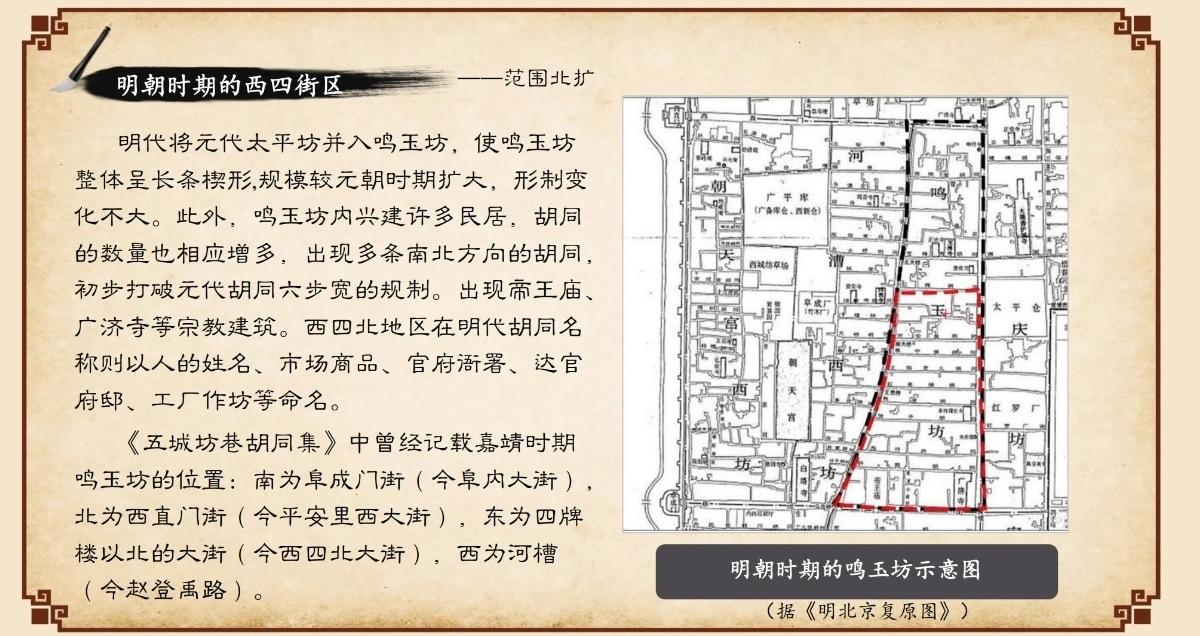 明朝时期的西四街区
——范围北扩
明代将元代太平坊并入鸣玉坊，使鸣玉坊
整体呈长条楔形,规模较元朝时期扩大，形制变
化不大。此外，鸣玉坊内兴建许多民居，胡同
的数量也相应增多，出现多条南北方向的胡同，
初步打破元代胡同六步宽的规制。出现帝王庙、
广济寺等宗教建筑。西四北地区在明代胡同名
称则以人的姓名、市场商品、官府衙署、达官
府邸、工厂作坊等命名。
《五城坊巷胡同集》中曾经记载嘉靖时期
鸣玉坊的位置：南为阜成门街（今阜内大街），
北为西直门街（今平安里西大街），东为四牌
楼以北的大街（今西四北大街），西为河槽
（今赵登禹路）。
草场
河
朝
鸣
广平库
（广备库仓、西新仓）
天
漕
西城坊草场
阜成厂
玉
太平仓
宫
庆
朝天宫
西
西
红罗厂
坊
坊
坊
坊
白塔寺
帝王庙
广济寺
明朝时期的鸣玉坊示意图
（据《明北京复原图》）